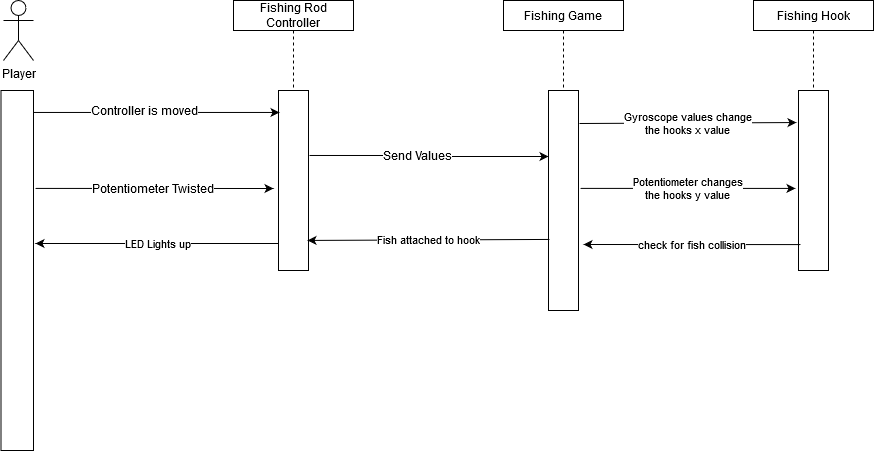 Fishing Rod
Controller
Fishing Game
Fishing Hook
Player
Controller is moved
Gyroscope values change
the hooks x value
Send Values
Potentiometer Twisted
Potentiometer changes
the hooks y value
LED Lights up
Fish attached to hook
check for fish collision